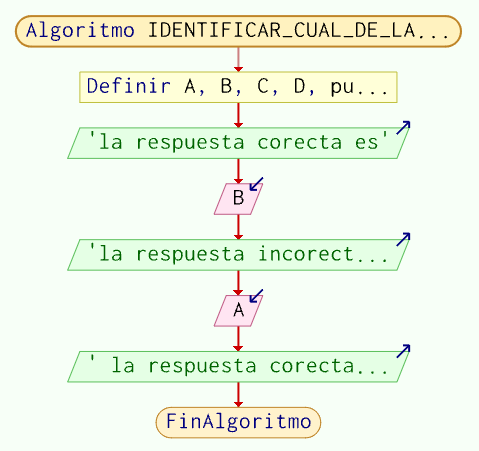 Algoritmo IDENTIFICAR_CUAL_DE_LA...
Definir A, B, C, D, pu...
'la respuesta corecta es'
B
'la respuesta incorect...
A
' la respuesta corecta...
FinAlgoritmo